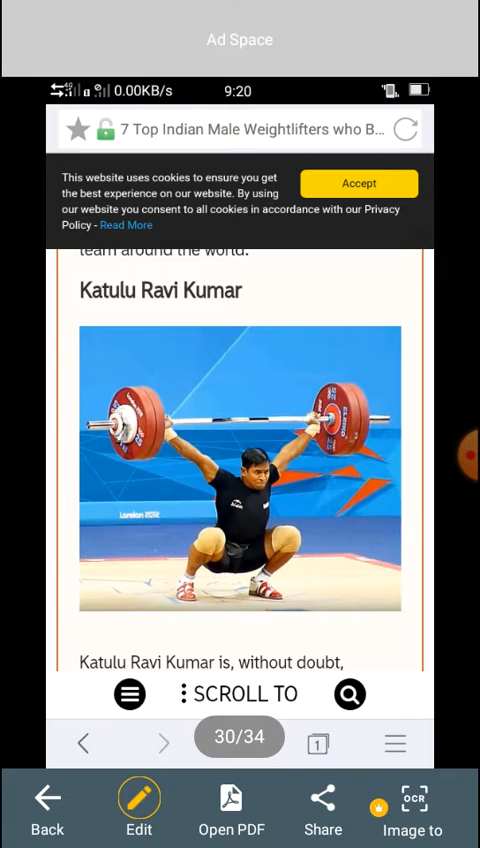 Ad Space
0.00KB/s 9:20
7 Top Indian Male Weightlifters who B...
This website uses cookies to ensure you get
the best experience on our website. By using
our website you consent to all cookies in accordance with our Privacy
Policy - Read More
Accept
team around the world.
Katulu Ravi Kumar
ELEIKO
London 2012
Katulu Ravi Kumar is, without doubt,
SCROLL TO
30/34
1
OCR
Back Edit Open PDF Share Image to